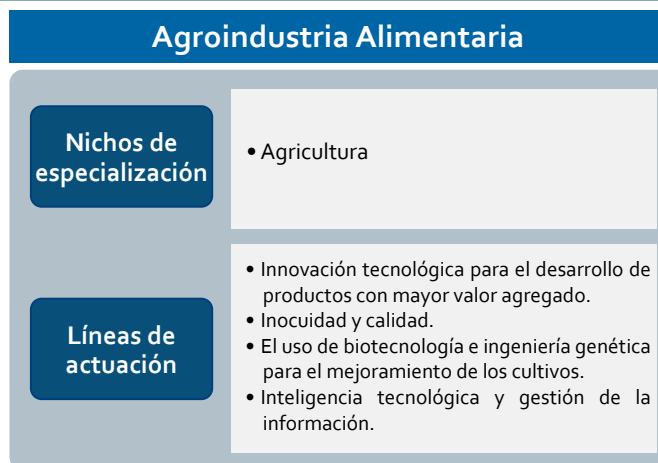 Agroindustria Alimentaria
Nichos de
especialización
• Agricultura
Líneas de
actuación
• Innovación tecnológica para el desarrollo de
productos con mayor valor agregado.
• Inocuidad y calidad.
• El uso de biotecnología e ingeniería genética
para el mejoramiento de los cultivos.
• Inteligencia tecnológica y gestión de la
información.